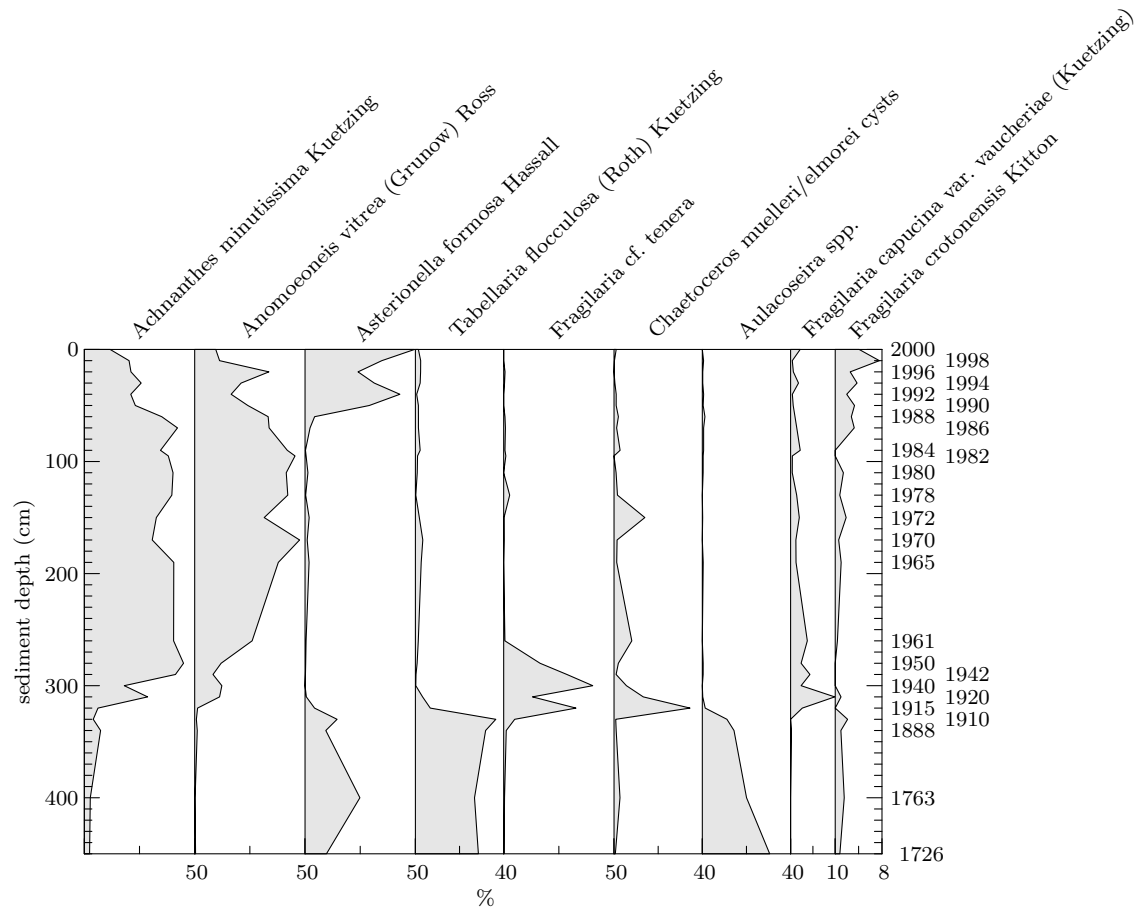 Achnanthes minutissima Kuetzing
Anomoeoneis vitrea (Grunow) Ross
Asterionella formosa Hassall
Tabellaria flocculosa (Roth) Kuetzing
Fragilaria cf. tenera
Chaetoceros muelleri/elmorei cysts
Aulacoseira spp.
Fragilaria capucina var. vaucheriae (Kuetzing)
Fragilaria crotonensis Kitton
0
100
200
300
400
sediment depth (cm)
2000
1998
1996
1994
1992
1990
1988
1986
1984
1982
1980
1978
1972
1970
1965
1961
1950
1942
1940
1920
1915
1910
1888
1763
1726
50 50 50 40 50 40 40 10 8
%